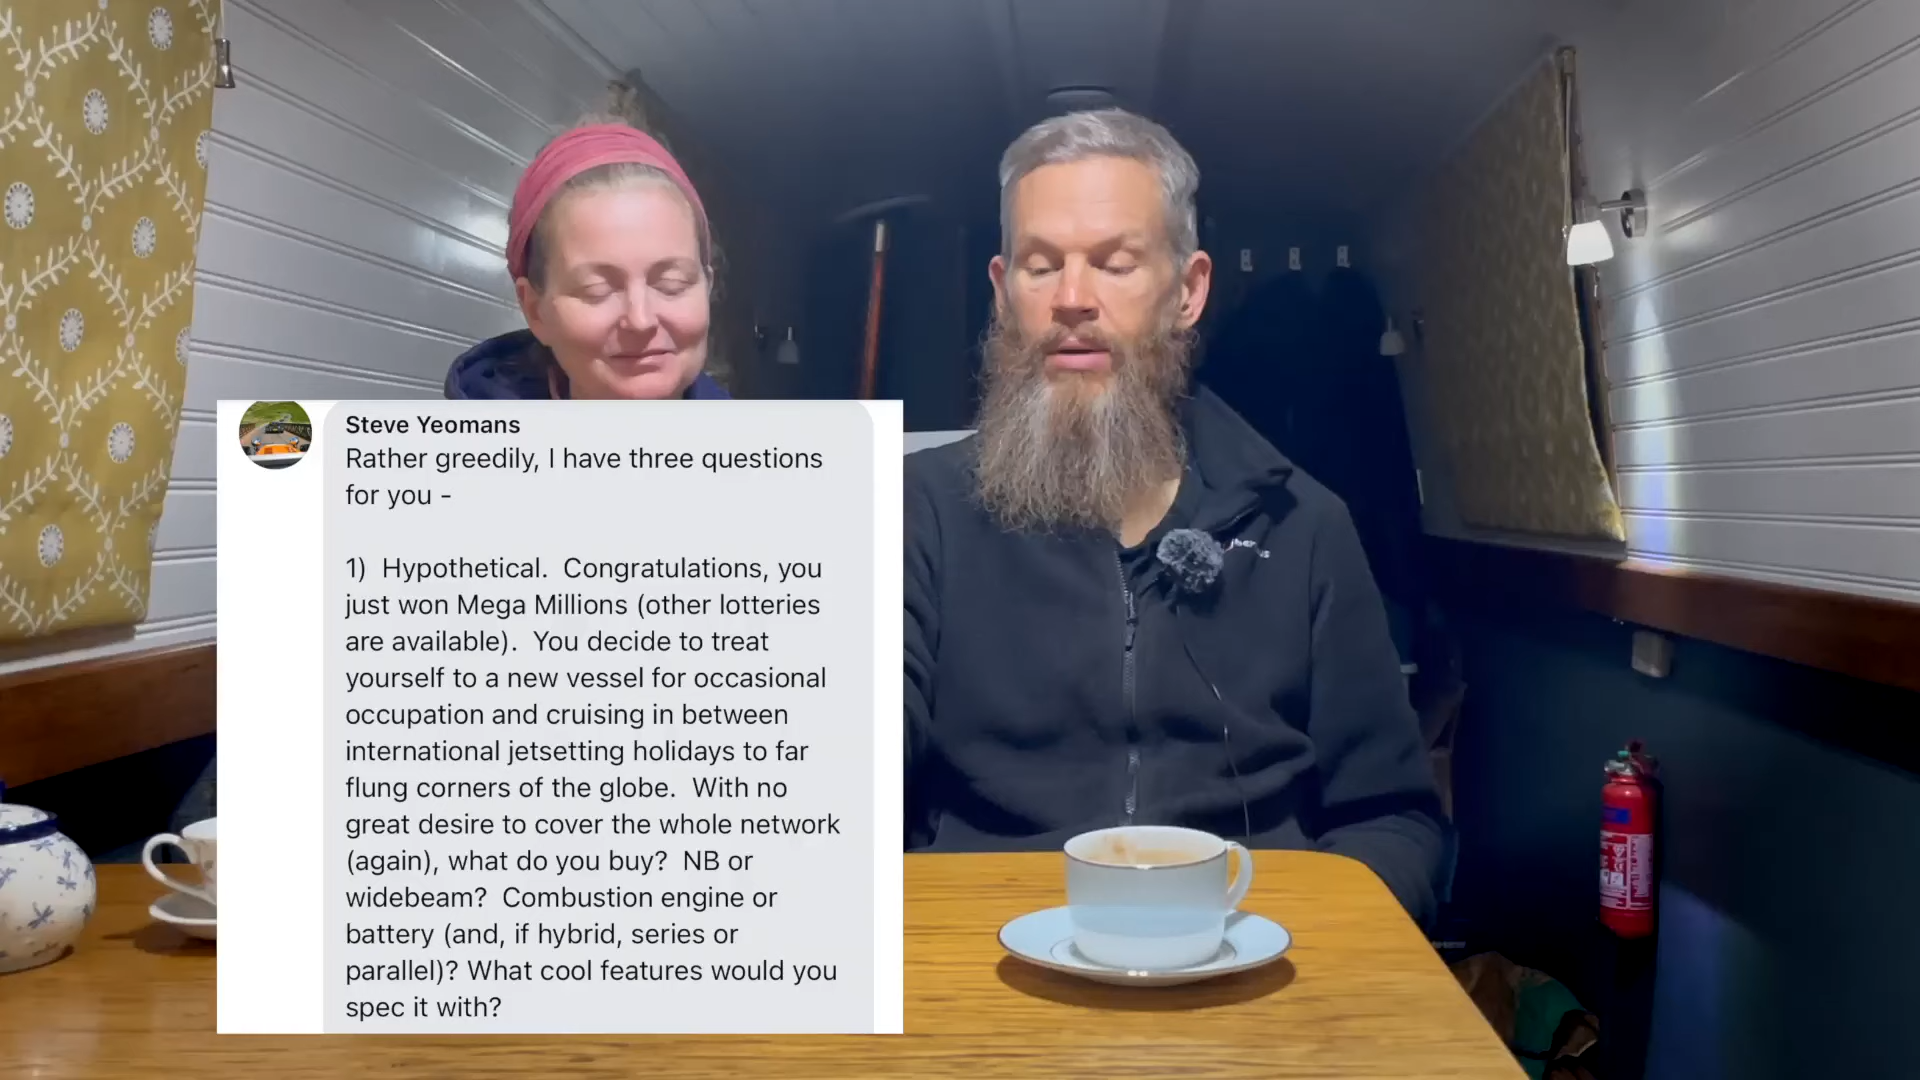 Steve Yeomans
Rather greedily, I have three questions
for you -
1)  Hypothetical.  Congratulations, you
just won Mega Millions (other lotteries
are available).  You decide to treat
yourself to a new vessel for occasional
occupation and cruising in between
international jetsetting holidays to far
flung corners of the globe.  With no
great desire to cover the whole network
(again), what do you buy?  NB or
widebeam?  Combustion engine or
battery (and, if hybrid, series or
parallel)? What cool features would you
spec it with?